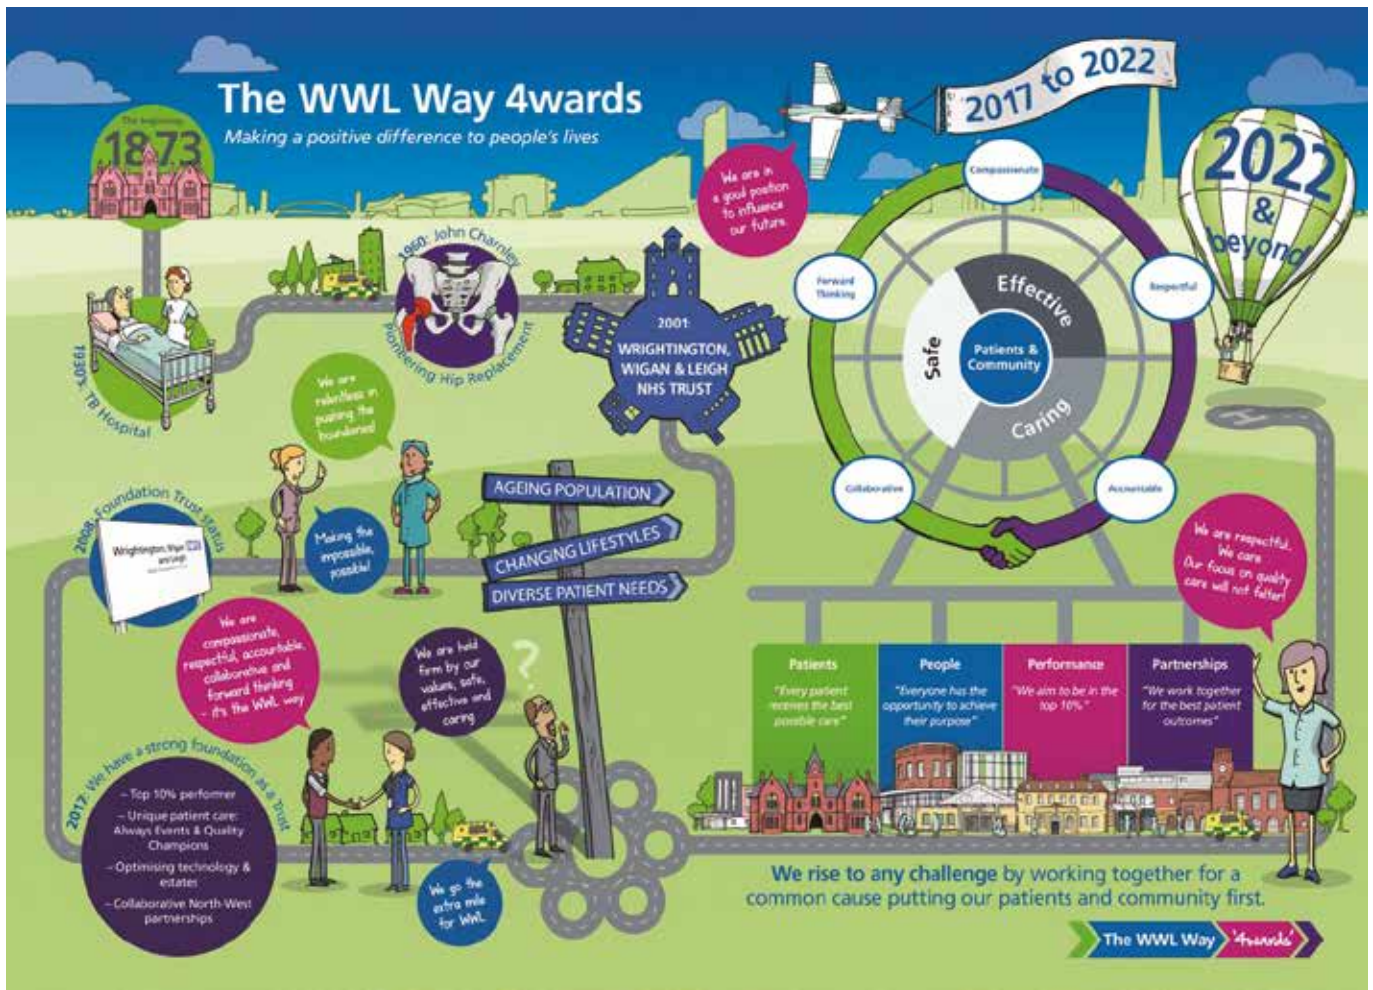 The WWL Way 4wards
Making a positive difference to people's lives
The beginning:
1873
1930's: TB Hospital
1960: John Charnley
Pioneering Hip Replacement
2001:
WRIGHTINGTON,
WIGAN & LEIGH
NHS TRUST
We are in
a good position
to influence
our future.
2017 to 2022
2022
&
beyond
Compassionate
Forward
Thinking
Respectful
Collaborative
Accountable
Effective
Safe
Caring
Patients &
Community
We are
relentless in
pushing the
boundaries!
Making the
impossible,
possible!
2008: Foundation Trust status
Wrightington, Wigan NHS
and Leigh
AGEING POPULATION
CHANGING LIFESTYLES
DIVERSE PATIENT NEEDS
?
We are
compassionate,
respectful, accountable,
collaborative and
forward thinking
- it's the WWL way
We are held
firm by our
values, safe,
effective and
caring
2017: We have a strong foundation as a Trust
– Top 10% performer
– Unique patient care:
Always Events & Quality
Champions
– Optimising technology &
estates
– Collaborative North West
partnerships
We go the
extra mile
for WWL
H
We are respectful.
We care
Our focus on quality
care will not falter!
Patients
"Every patient
receives the best
possible care"
People
"Everyone has the
opportunity to achieve
their purpose"
Performance
"We aim to be in the
top 10%"
Partnerships
"We work together
for the best patient
outcomes"
We rise to any challenge by working together for a
common cause putting our patients and community first.
The WWL Way '4wards'